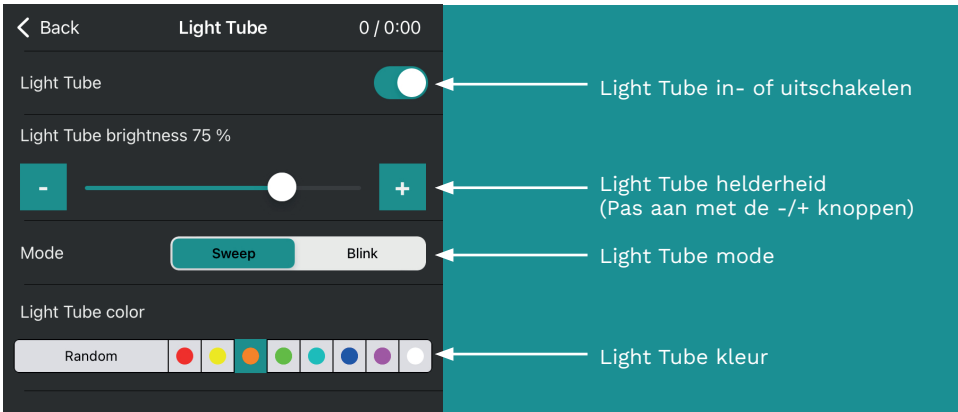 Back
Light Tube
0 / 0:00
Light Tube
Light Tube in- of uitschakelen
Light Tube brightness 75 %
-
+
Light Tube helderheid
(Pas aan met de -/+ knoppen)
Mode
Sweep
Blink
Light Tube mode
Light Tube color
Random
Light Tube kleur